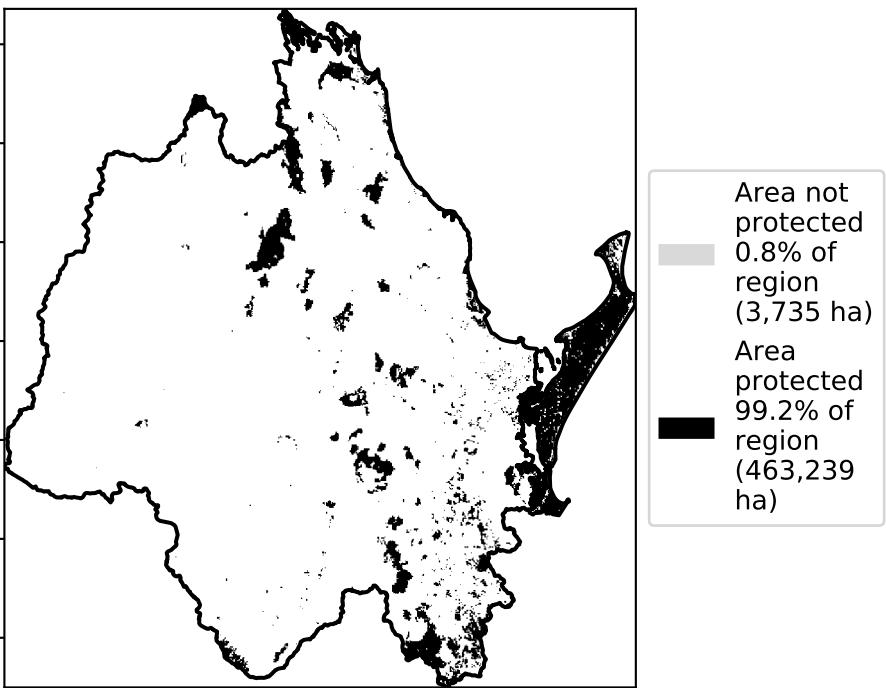 Area not
protected
0.8% of
region
(3,735 ha)
Area
protected
99.2% of
region
(463,239
ha)